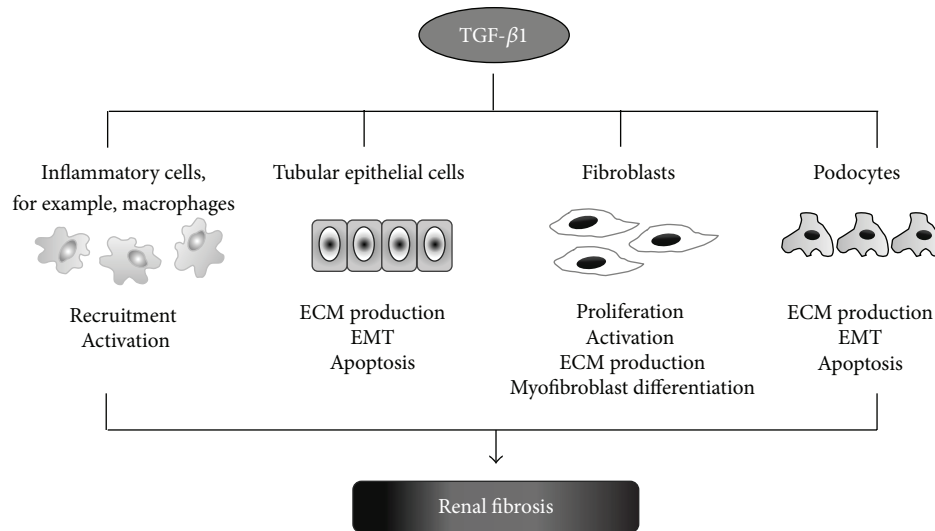 TGF-β1
Inflammatory cells,
for example, macrophages
Recruitment
Activation
Tubular epithelial cells
ECM production
EMT
Apoptosis
Fibroblasts
Proliferation
Activation
ECM production
Myofibroblast differentiation
Podocytes
ECM production
EMT
Apoptosis
Renal fibrosis